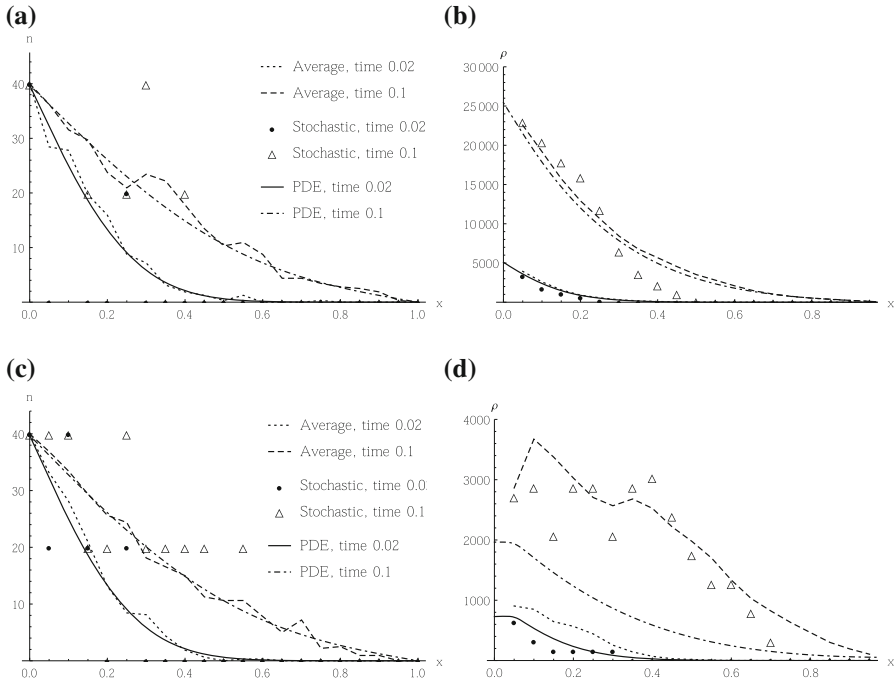 (a)
n
40
30
20
10
0.0 0.2 0.4 0.6 0.8 1.0 x
Average, time 0.02
Average, time 0.1
Stochastic, time 0.02
Stochastic, time 0.1
PDE, time 0.02
PDE, time 0.1
(b)
ρ
30 000
25 000
20 000
15 000
10 000
5000
0.0 0.2 0.4 0.6 0.8 x
(c)
n
40
30
20
10
0.0 0.2 0.4 0.6 0.8 1.0 x
Average, time 0.02
Average, time 0.1
Stochastic, time 0.0
Stochastic, time 0.1
PDE, time 0.02
PDE, time 0.1
(d)
ρ
4000
3000
2000
1000
0.0 0.2 0.4 0.6 0.8 x